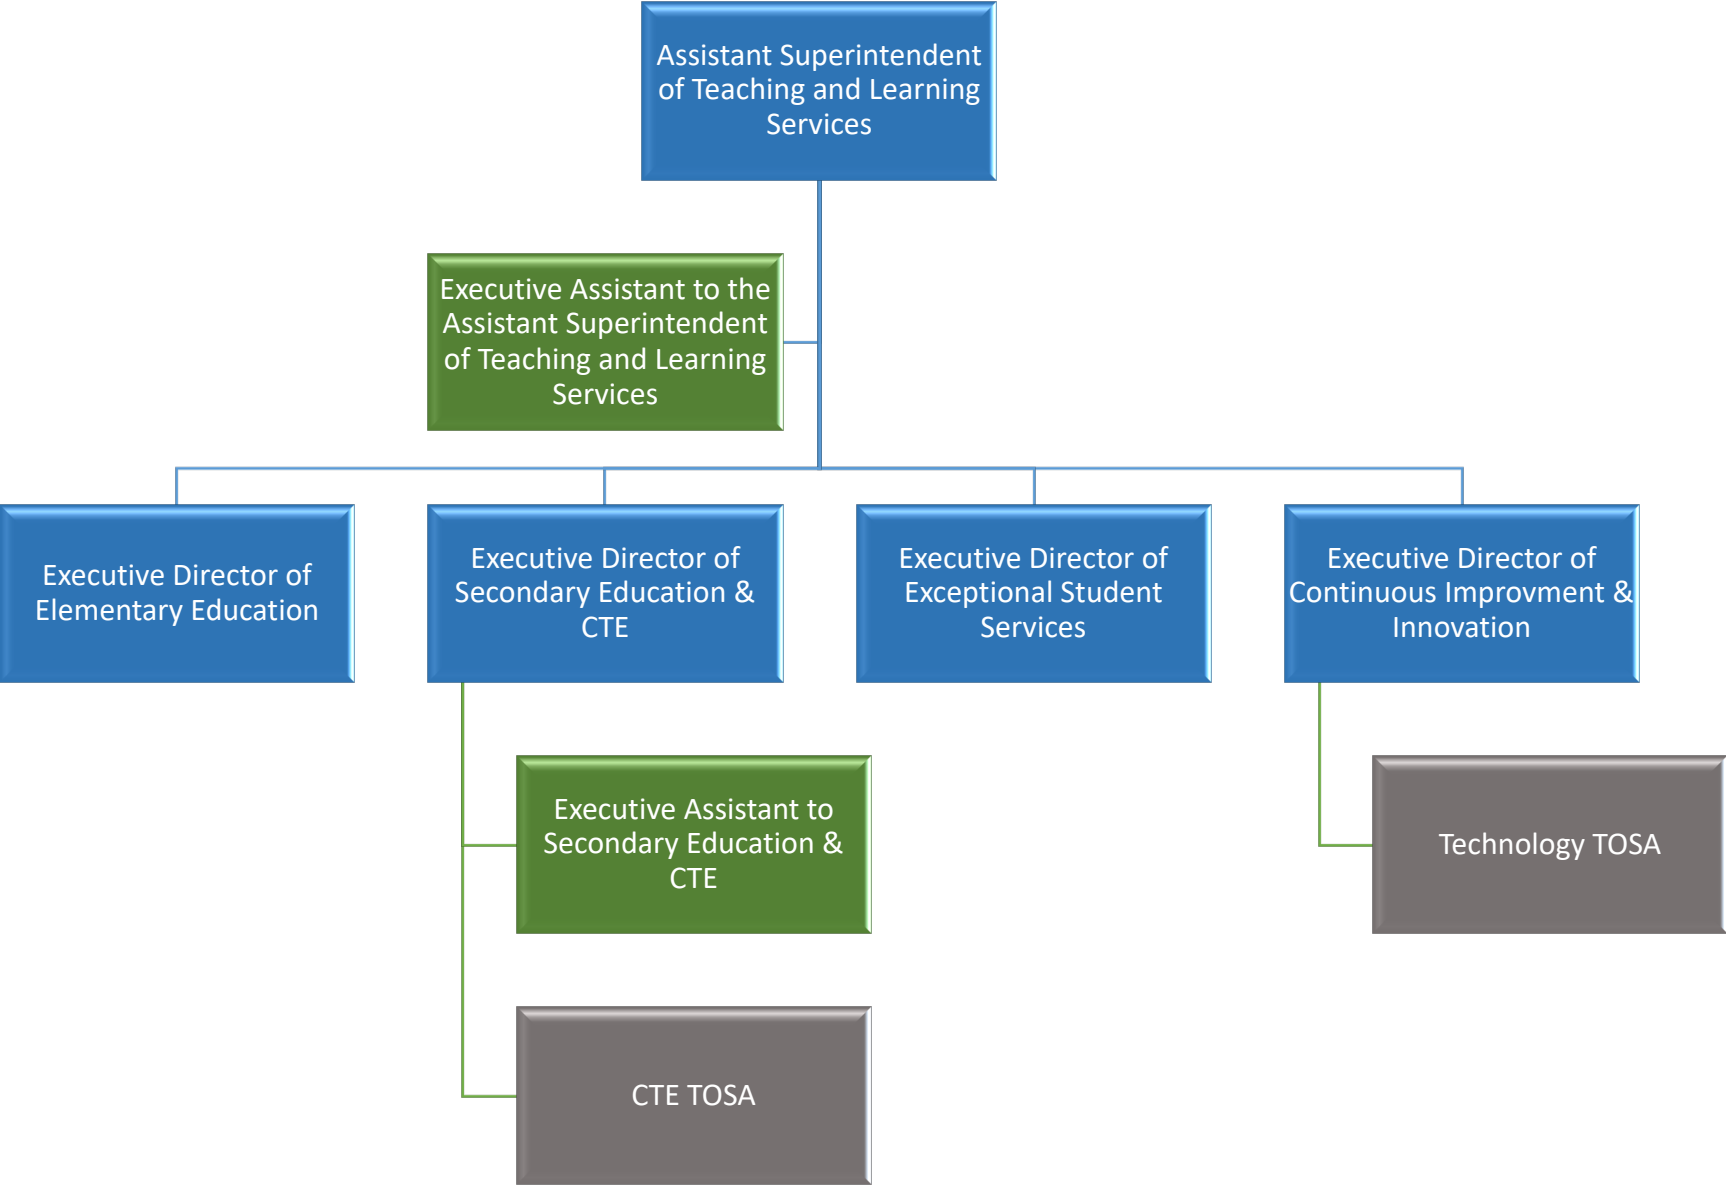 Assistant Superintendent
of Teaching and Learning
Services
Executive Assistant to the
Assistant Superintendent
of Teaching and Learning
Services
Executive Director of
Elementary Education
Executive Director of
Secondary Education &
CTE
Executive Director of
Exceptional Student
Services
Executive Director of
Continuous Improvment &
Innovation
Executive Assistant to
Secondary Education &
CTE
Technology TOSA
CTE TOSA